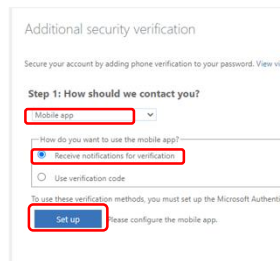 Additional security verification
Secure your account by adding phone verification to your password. View vi
Step 1: How should we contact you?
Mobile app
How do you want to use the mobile app?
Receive notifications for verification
Use verification code
To use these verification methods, you must set up the Microsoft Authenti
Set up
Please configure the mobile app.